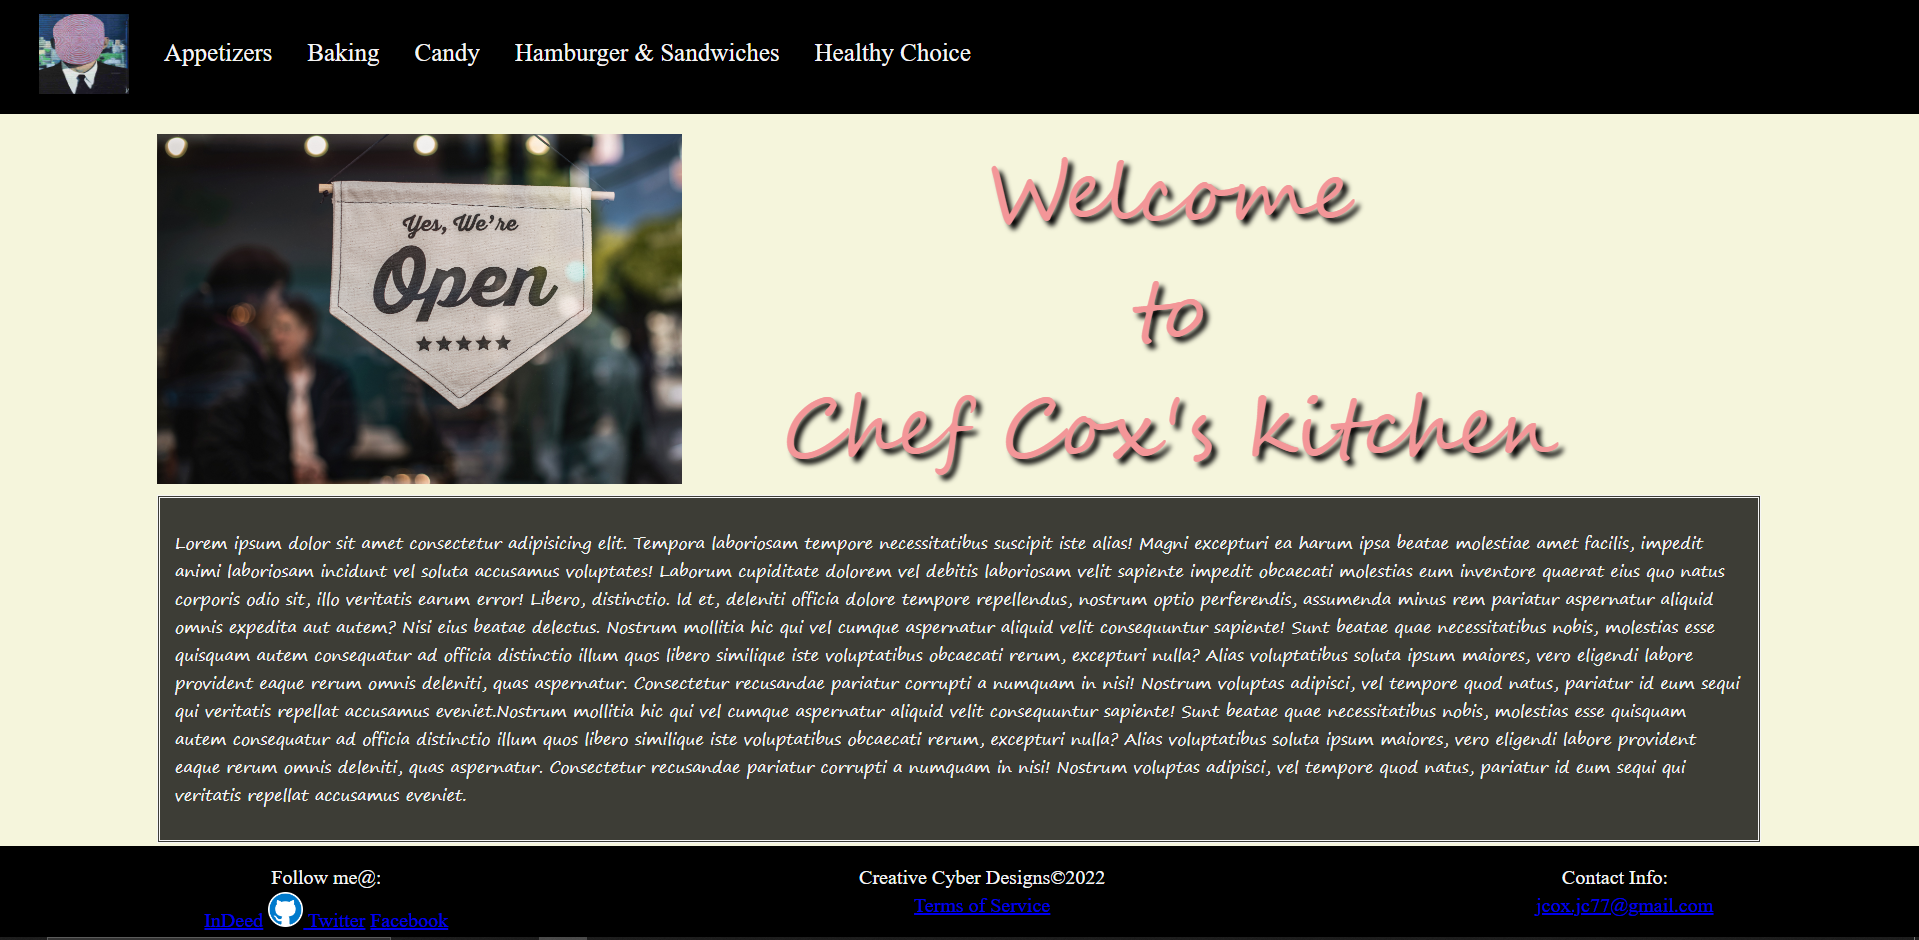 Appetizers Baking Candy Hamburger & Sandwiches Healthy Choice
Yes, We're
Open
Welcome
to
Chef Cox's kitchen
Lorem ipsum dolor sit amet consectetur adipisicing elit. Tempora laboriosam tempore necessitatibus suscipit iste alias! Magni excepturi ea harum ipsa beatae molestiae amet facilis, impedit
animi laboriosam incidunt vel soluta accusamus voluptates! Laborum cupiditate dolorem vel debitis laboriosam velit sapiente impedit obcaecati molestias eum inventore quaerat eius quo natus
corporis odio sit, illo veritatis earum error! Libero, distinctio. Id et, deleniti officia dolore tempore repellendus, nostrum optio perferendis, assumenda minus rem pariatur aspernatur aliquid
omnis expedita aut autem? Nisi eius beatae delectus. Nostrum mollitia hic qui vel cumque aspernatur aliquid velit consequuntur sapiente! Sunt beatae quae necessitatibus nobis, molestias esse
quisquam autem consequatur ad officia distinctio illum quos libero similique iste voluptatibus obcaecati rerum, excepturi nulla? Alias voluptatibus soluta ipsum maiores, vero eligendi labore
provident eaque rerum omnis deleniti, quas aspernatur. Consectetur recusandae pariatur corrupti a numquam in nisi! Nostrum voluptas adipisci, vel tempore quod natus, pariatur id eum sequi
qui veritatis repellat accusamus eveniet.Nostrum mollitia hic qui vel cumque aspernatur aliquid velit consequuntur sapiente! Sunt beatae quae necessitatibus nobis, molestias esse quisquam
autem consequatur ad officia distinctio illum quos libero similique iste voluptatibus obcaecati rerum, excepturi nulla? Alias voluptatibus soluta ipsum maiores, vero eligendi labore provident
eaque rerum omnis deleniti, quas aspernatur. Consectetur recusandae pariatur corrupti a numquam in nisi! Nostrum voluptas adipisci, vel tempore quod natus, pariatur id eum sequi qui
veritatis repellat accusamus eveniet.
Follow me@:
InDeed Twitter Facebook
Creative Cyber Designs©2022
Terms of Service
Contact Info:
jcox.jc77@gmail.com